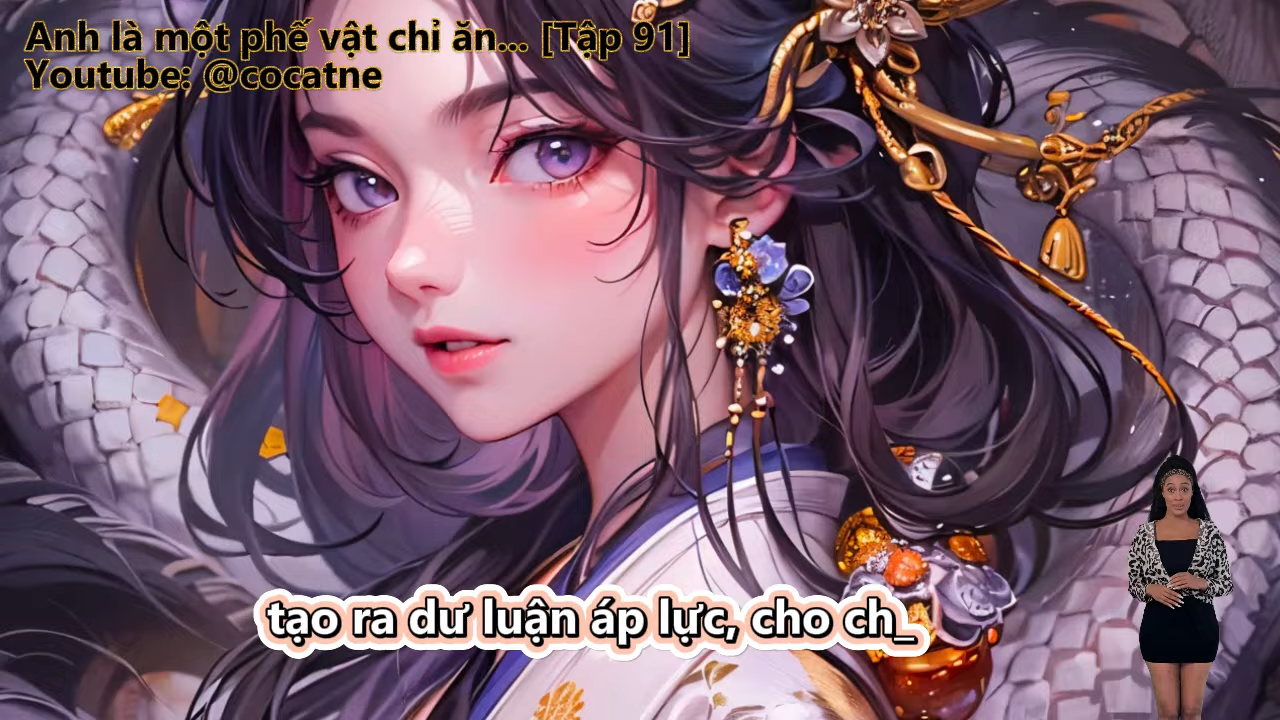 Anh là một phế vật chỉ ăn... [Tập 91]
Youtube: @cocatne
tạo ra dư luận áp lực, cho ch_